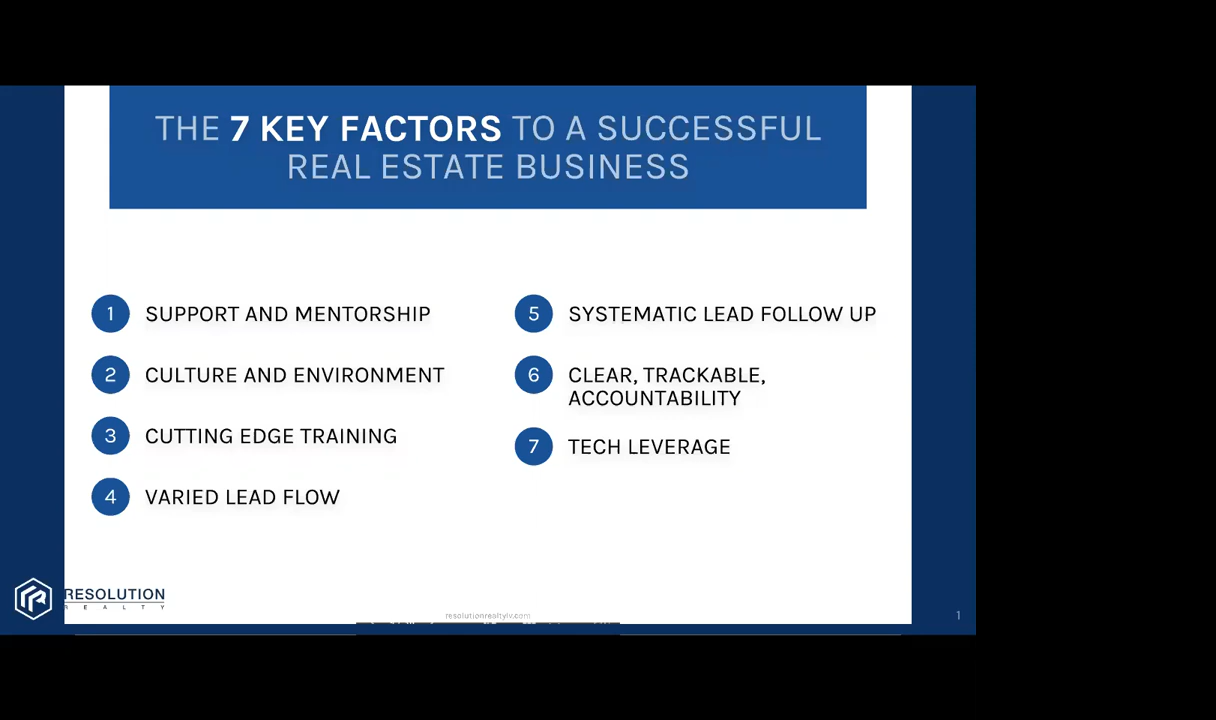 THE 7 KEY FACTORS TO A SUCCESSFUL
REAL ESTATE BUSINESS
1 SUPPORT AND MENTORSHIP
2 CULTURE AND ENVIRONMENT
3 CUTTING EDGE TRAINING
4 VARIED LEAD FLOW
5 SYSTEMATIC LEAD FOLLOW UP
6 CLEAR, TRACKABLE,
ACCOUNTABILITY
7 TECH LEVERAGE
RESOLUTION
REALTY
resolutionrealtylv.com
1